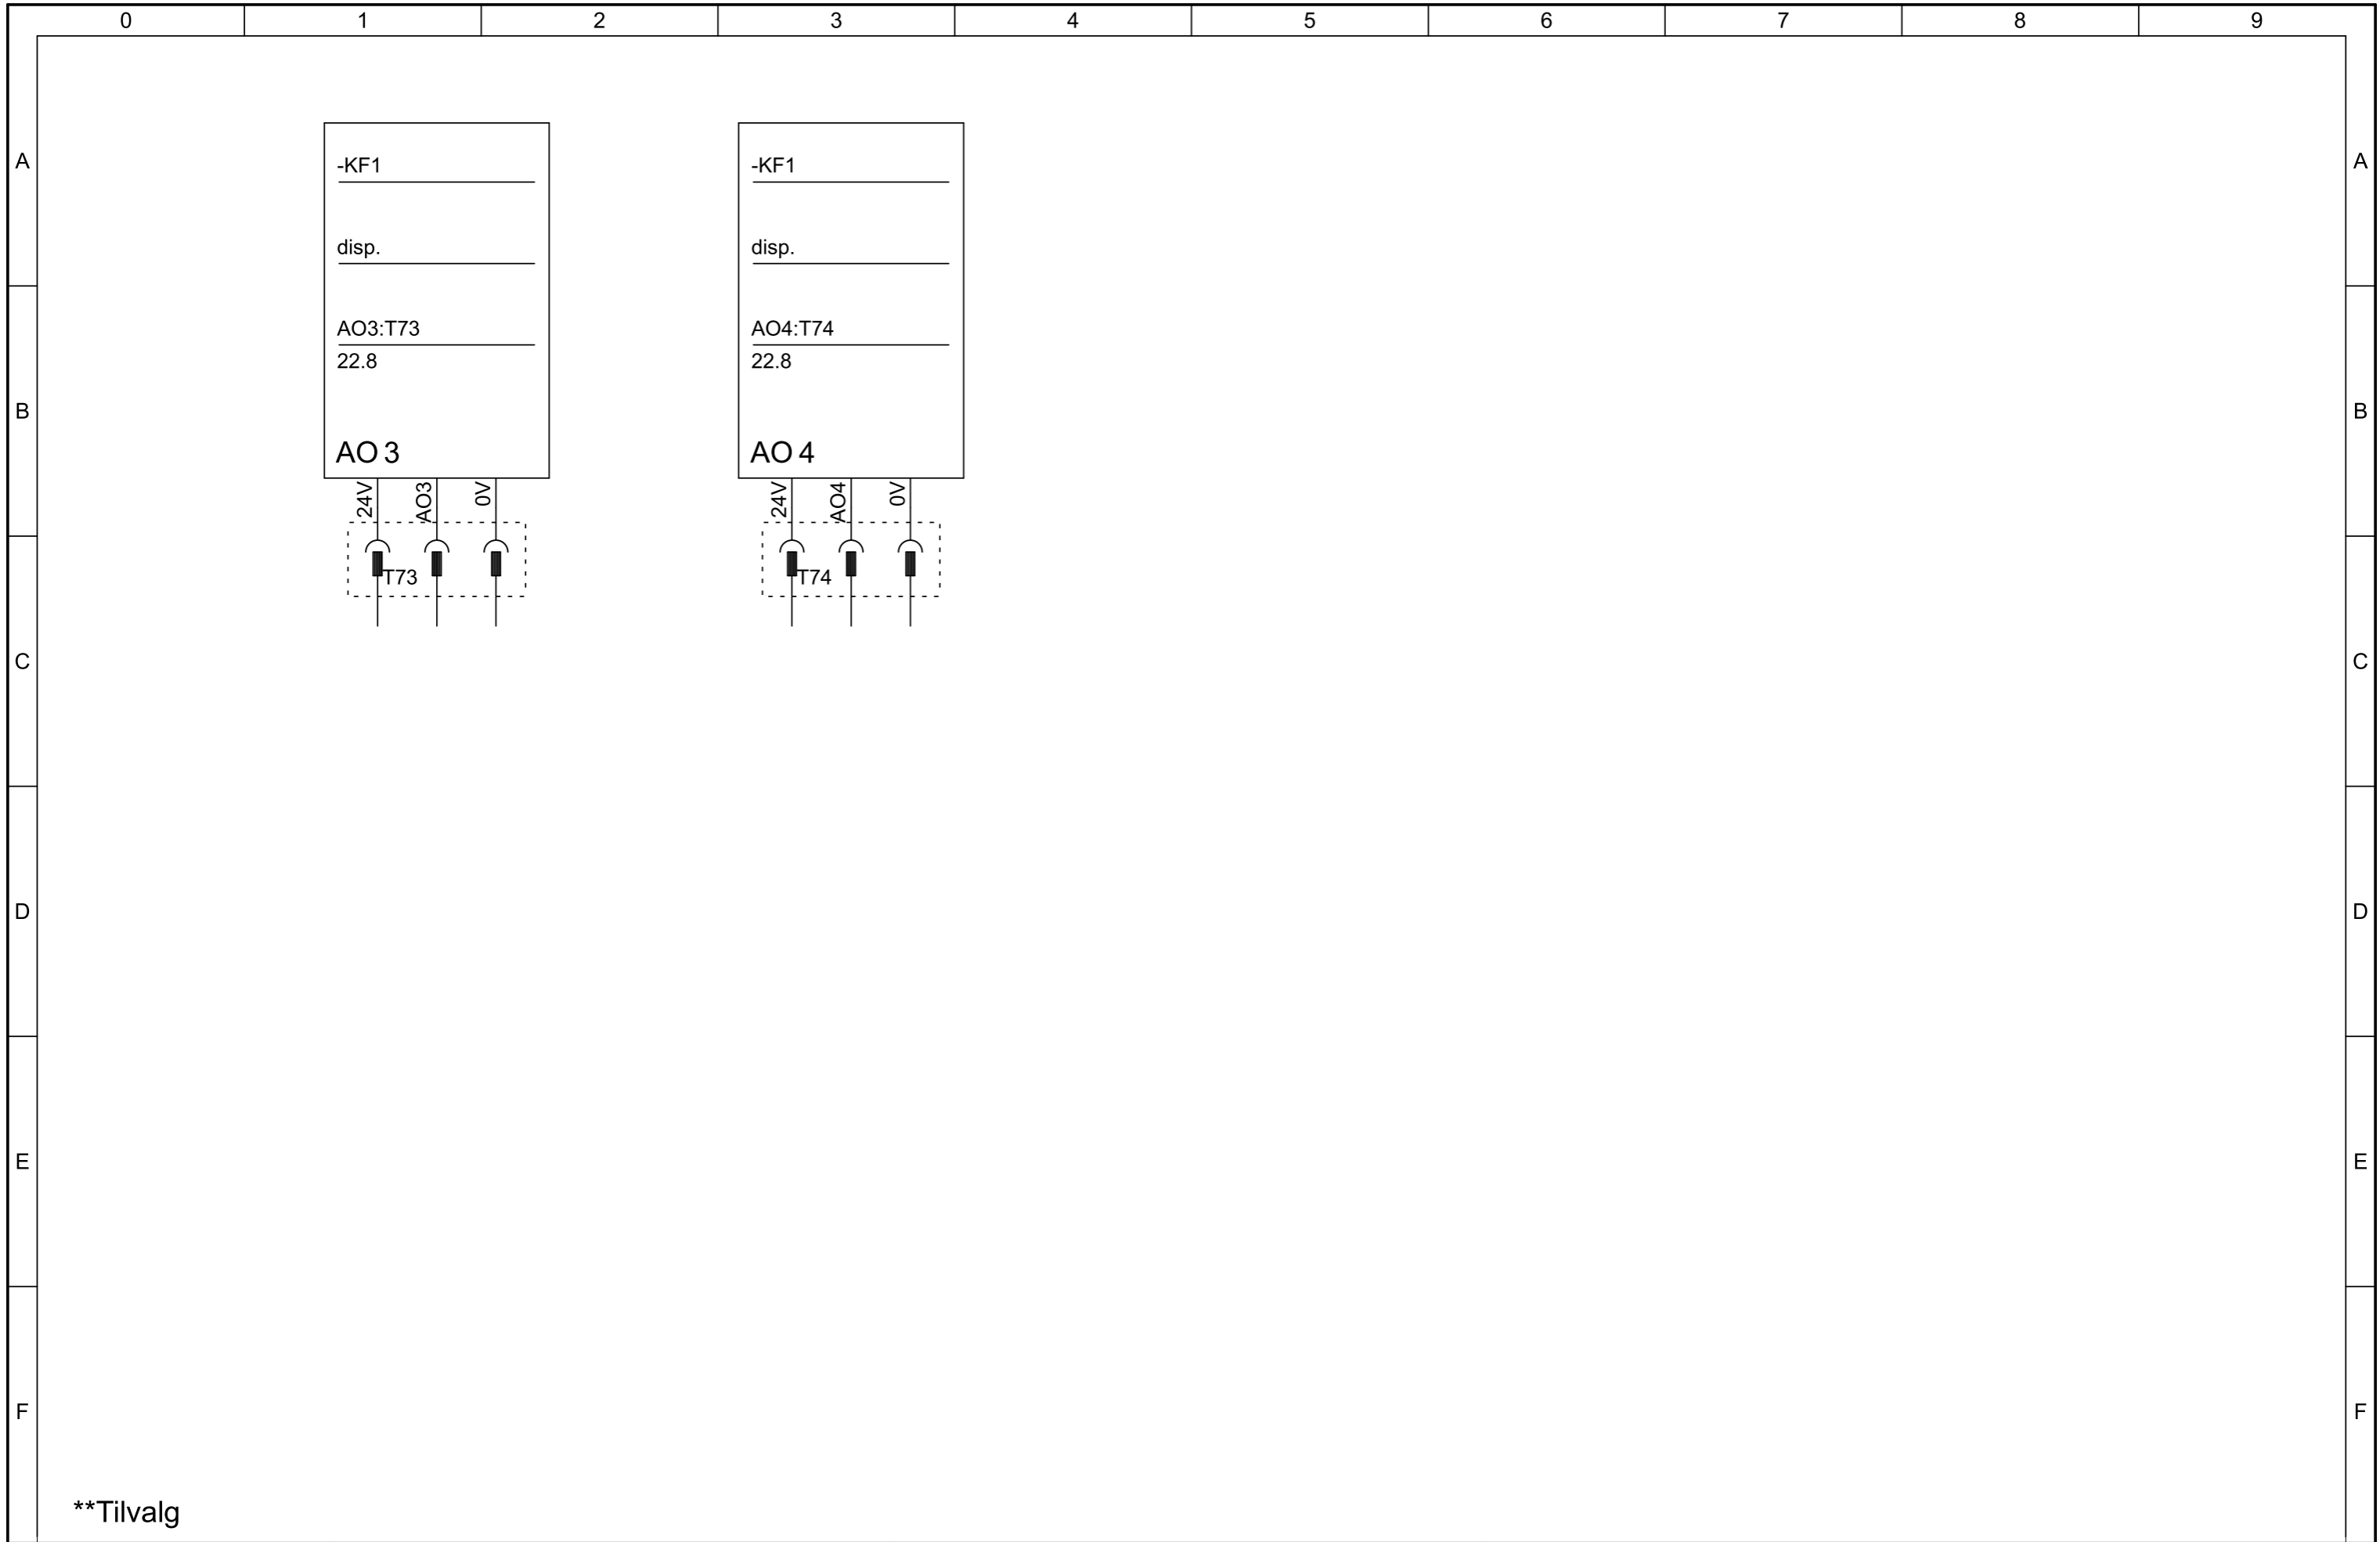 0 1 2 3 4 5 6 7 8 9
A A
-KF1 -KF1
disp. disp.
AO3:T73 AO4:T74
22.8 22.8
B B
AO 3 AO 4
24V AO3 0V 24V AO4 0V
T73 T74
C C
D D
E E
F F
**Tilvalg